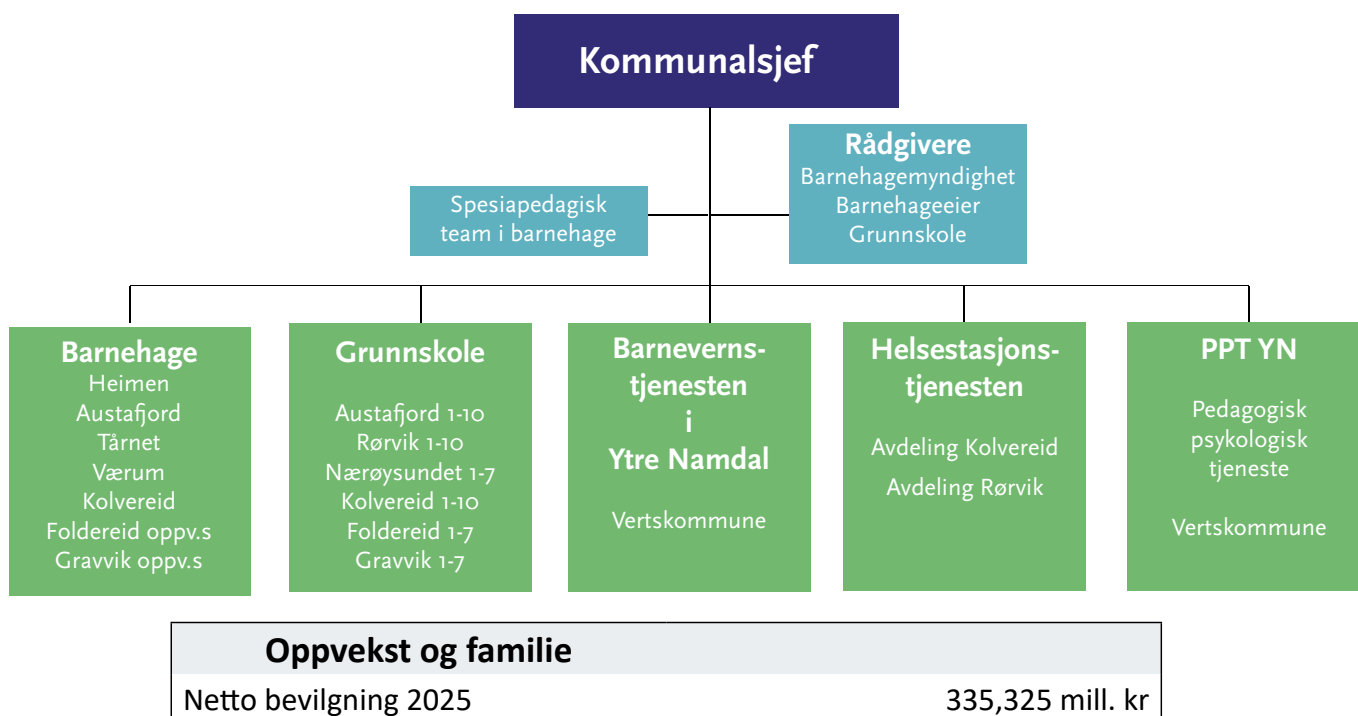 Kommunalsjef
Rådgivere
Barnehagemyndighet
Barnehageeier
Grunnskole
Spesiapedagisk
team i barnehage
Barnehage
Heimen
Austafjord
Tårnet
Værum
Kolvereid
Foldereid oppv.s
Gravvik oppv.s
Grunnskole
Austafjord 1-10
Rørvik 1-10
Nærøysundet 1-7
Kolvereid 1-10
Foldereid 1-7
Gravvik 1-7
Barneverns-
tjenesten
i
Ytre Namdal
Vertskommune
Helsestasjons-
tjenesten
Avdeling Kolvereid
Avdeling Rørvik
PPT YN
Pedagogisk
psykologisk
tjeneste
Vertskommune
Oppvekst og familie
Netto bevilgning 2025 335,325 mill. kr